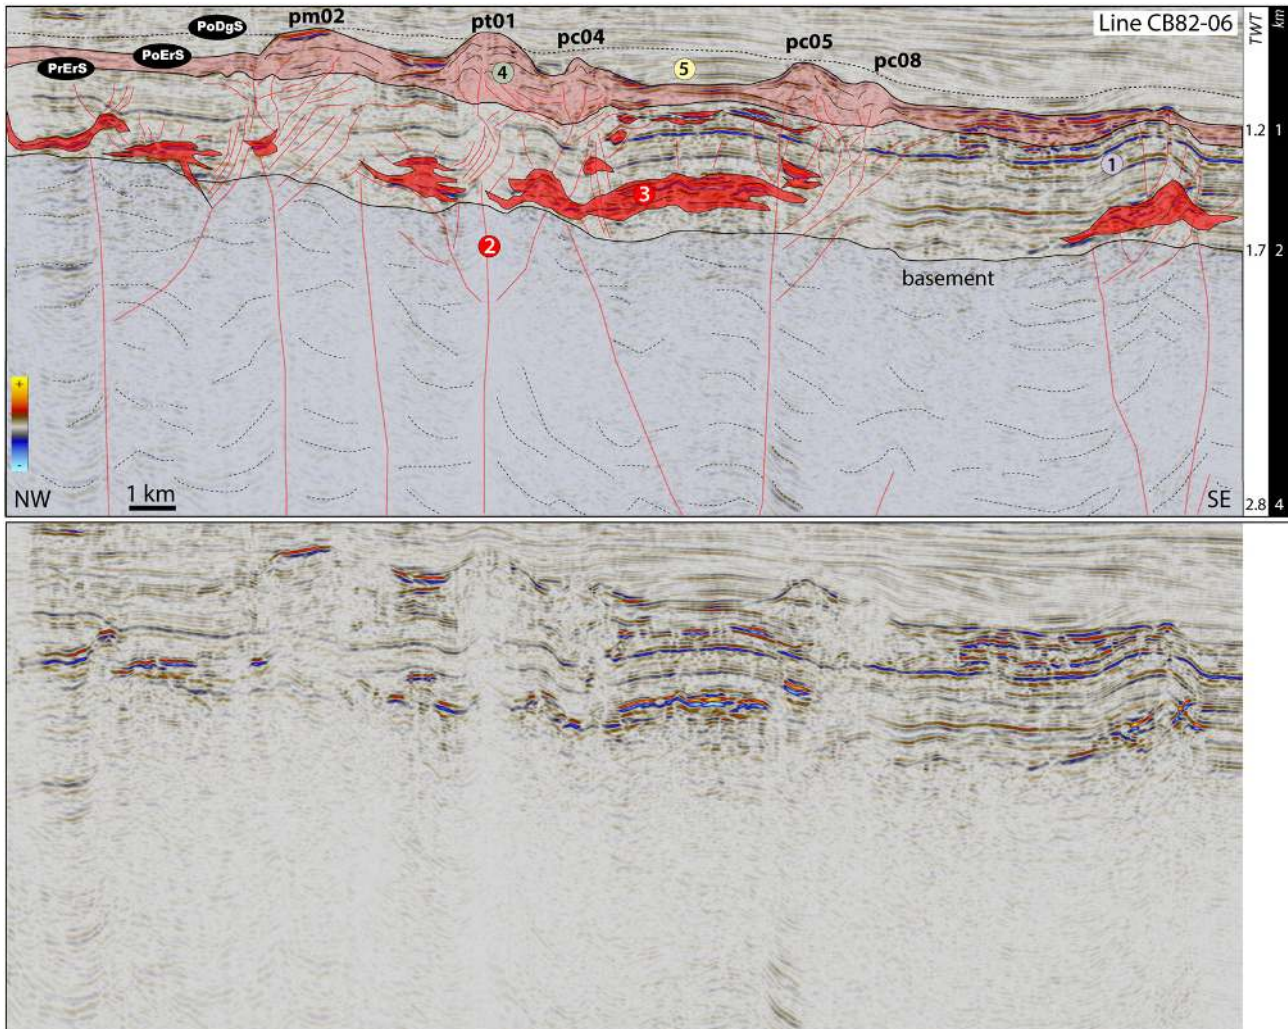 PoDgS pm02 pt01 pc04 pc05 pc08 Line CB82-06 TWT km
PrErS PoErS 4 5
1.2 1
1
3
2
1.7 2
basement
+
-
NW 1 km SE 2.8 4